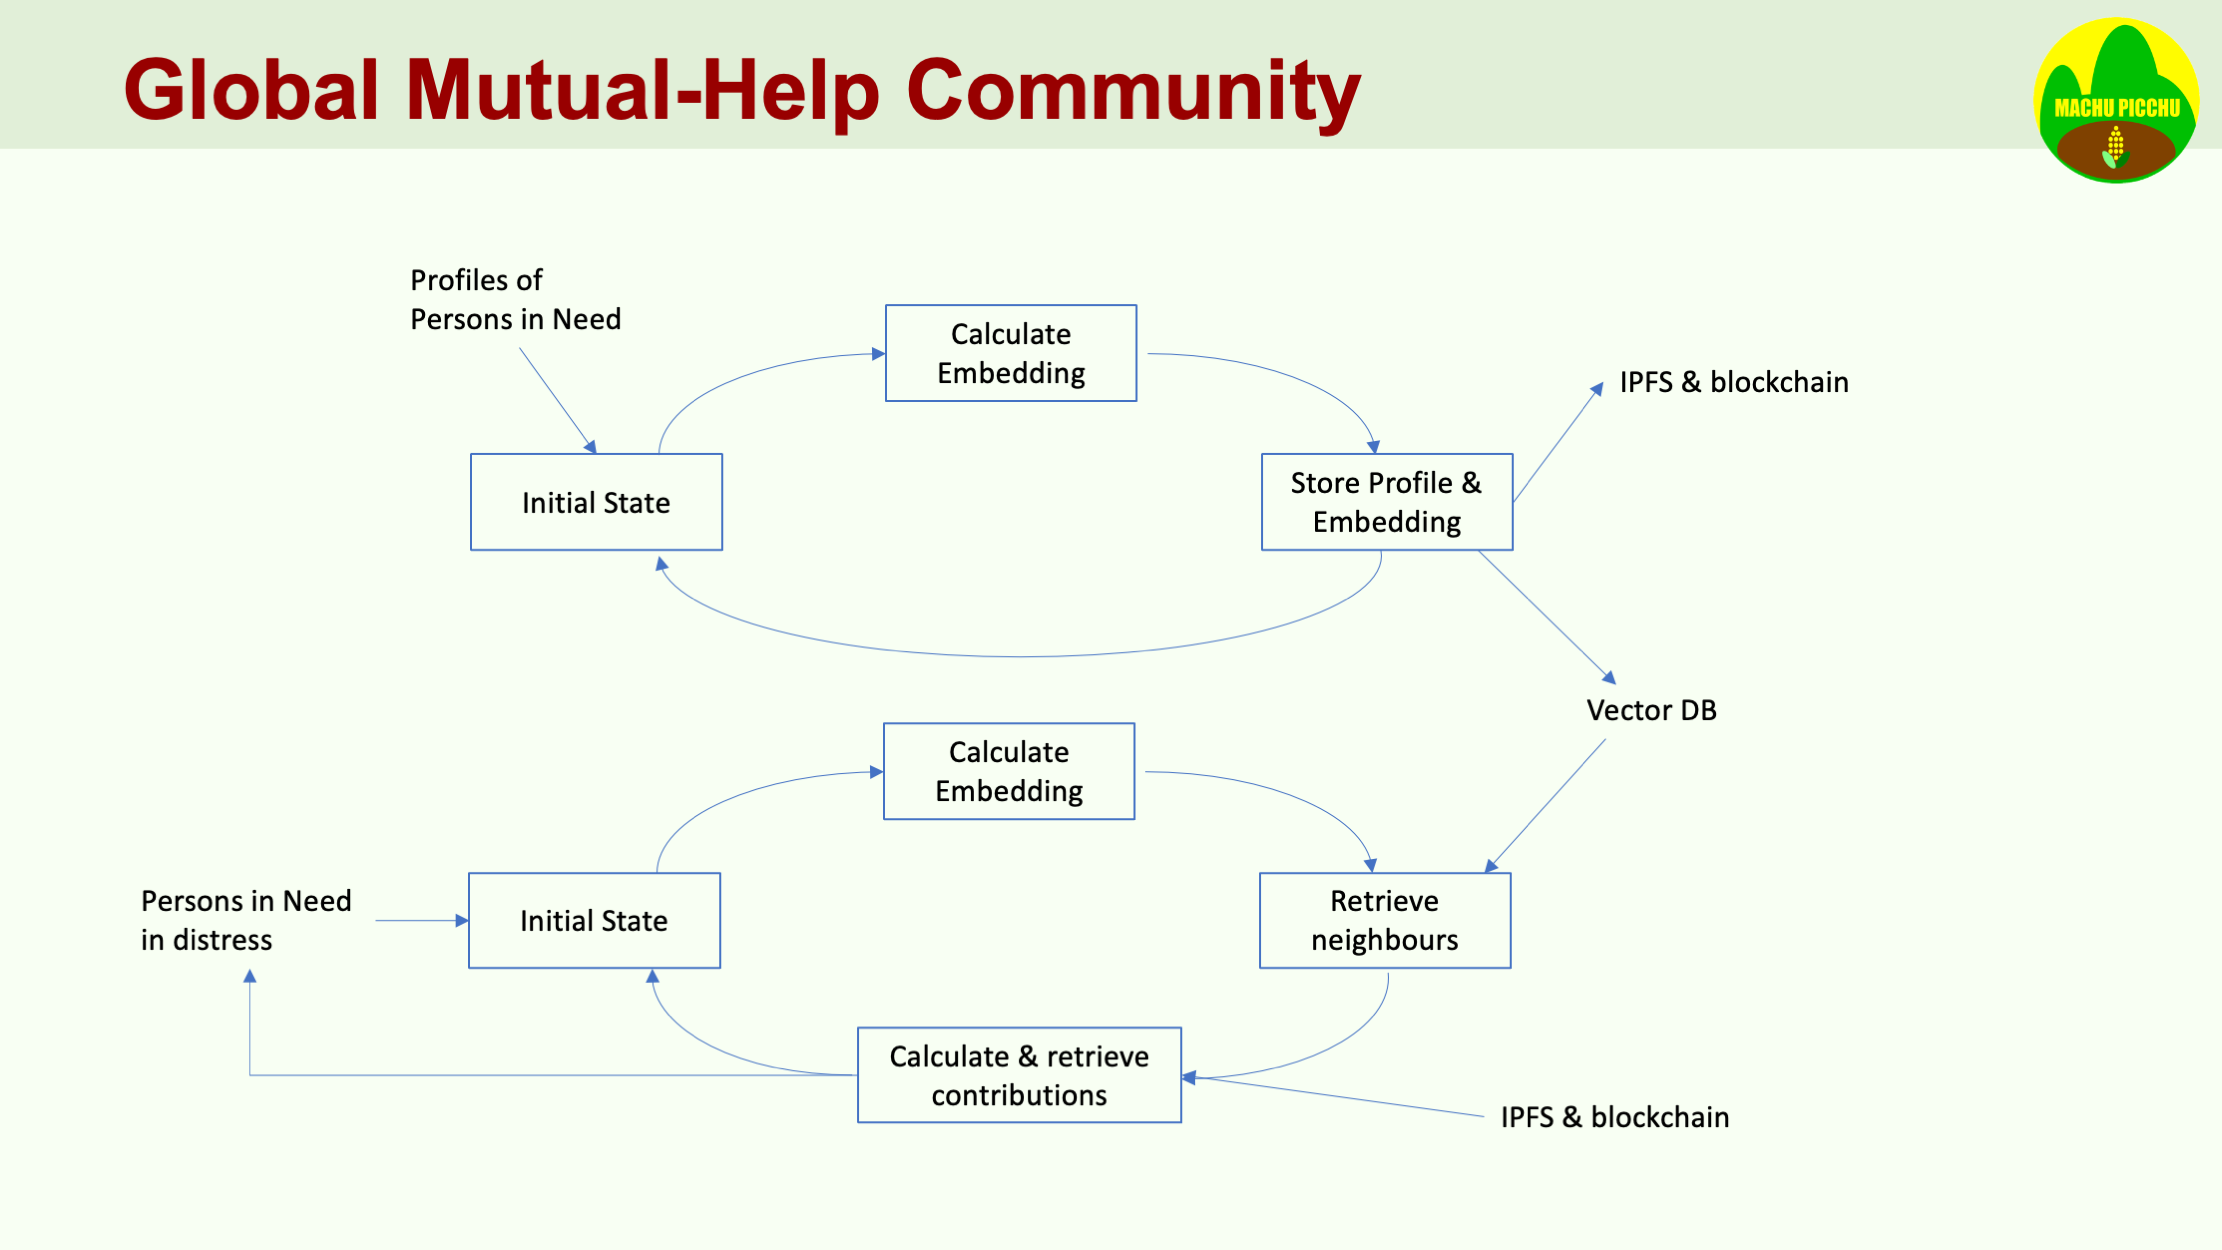 Global Mutual-Help Community
MACHU PICCHU
Profiles of
Persons in Need
Calculate
Embedding
IPFS & blockchain
Initial State
Store Profile &
Embedding
Vector DB
Calculate
Embedding
Persons in Need
in distress
Initial State
Retrieve
neighbours
Calculate & retrieve
contributions
IPFS & blockchain